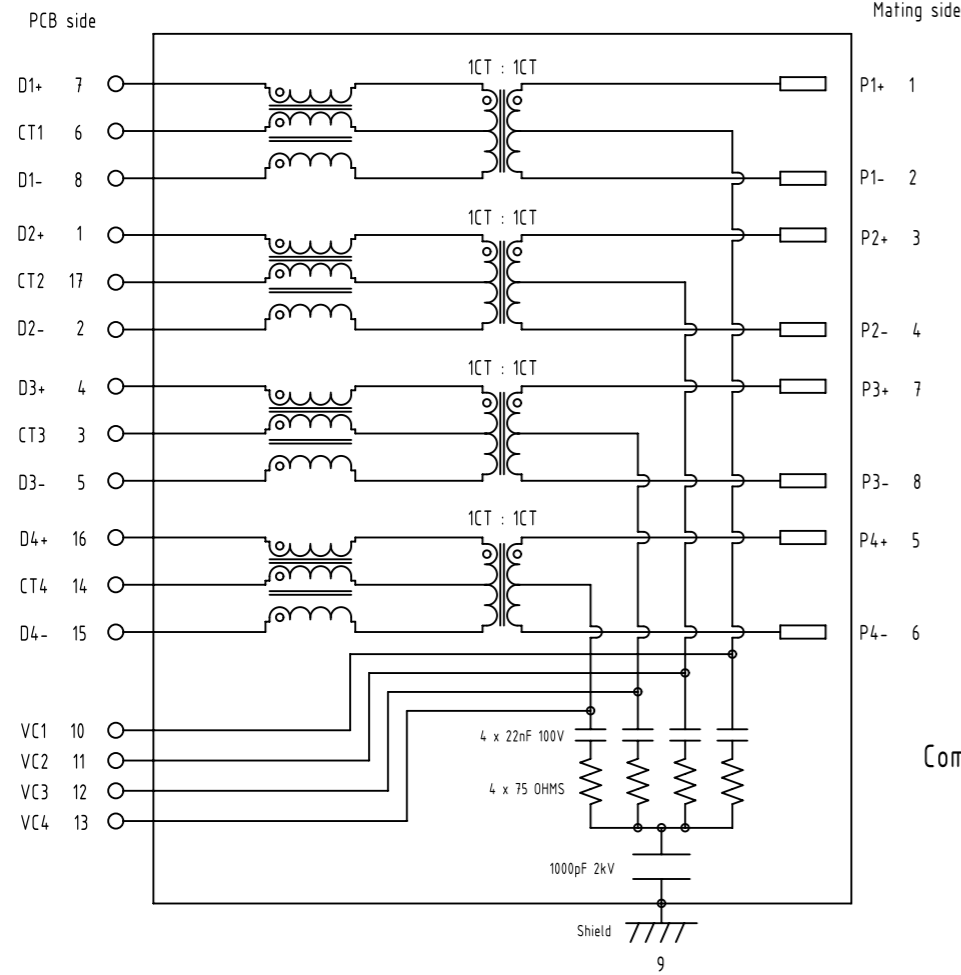 PCB side
Mating side
1CT : 1CT
D1+ 7
P1+ 1
CT1 6
D1- 8
P1- 2
1CT : 1CT
D2+ 1
P2+ 3
CT2 17
D2- 2
P2- 4
1CT : 1CT
D3+ 4
P3+ 7
CT3 3
D3- 5
P3- 8
1CT : 1CT
D4+ 16
P4+ 5
CT4 14
D4- 15
P4- 6
VC1 10
4 x 22nF 100V
VC2 11
Com
VC3 12
4 x 75 OHMS
VC4 13
1000pF 2kV
Shield
9